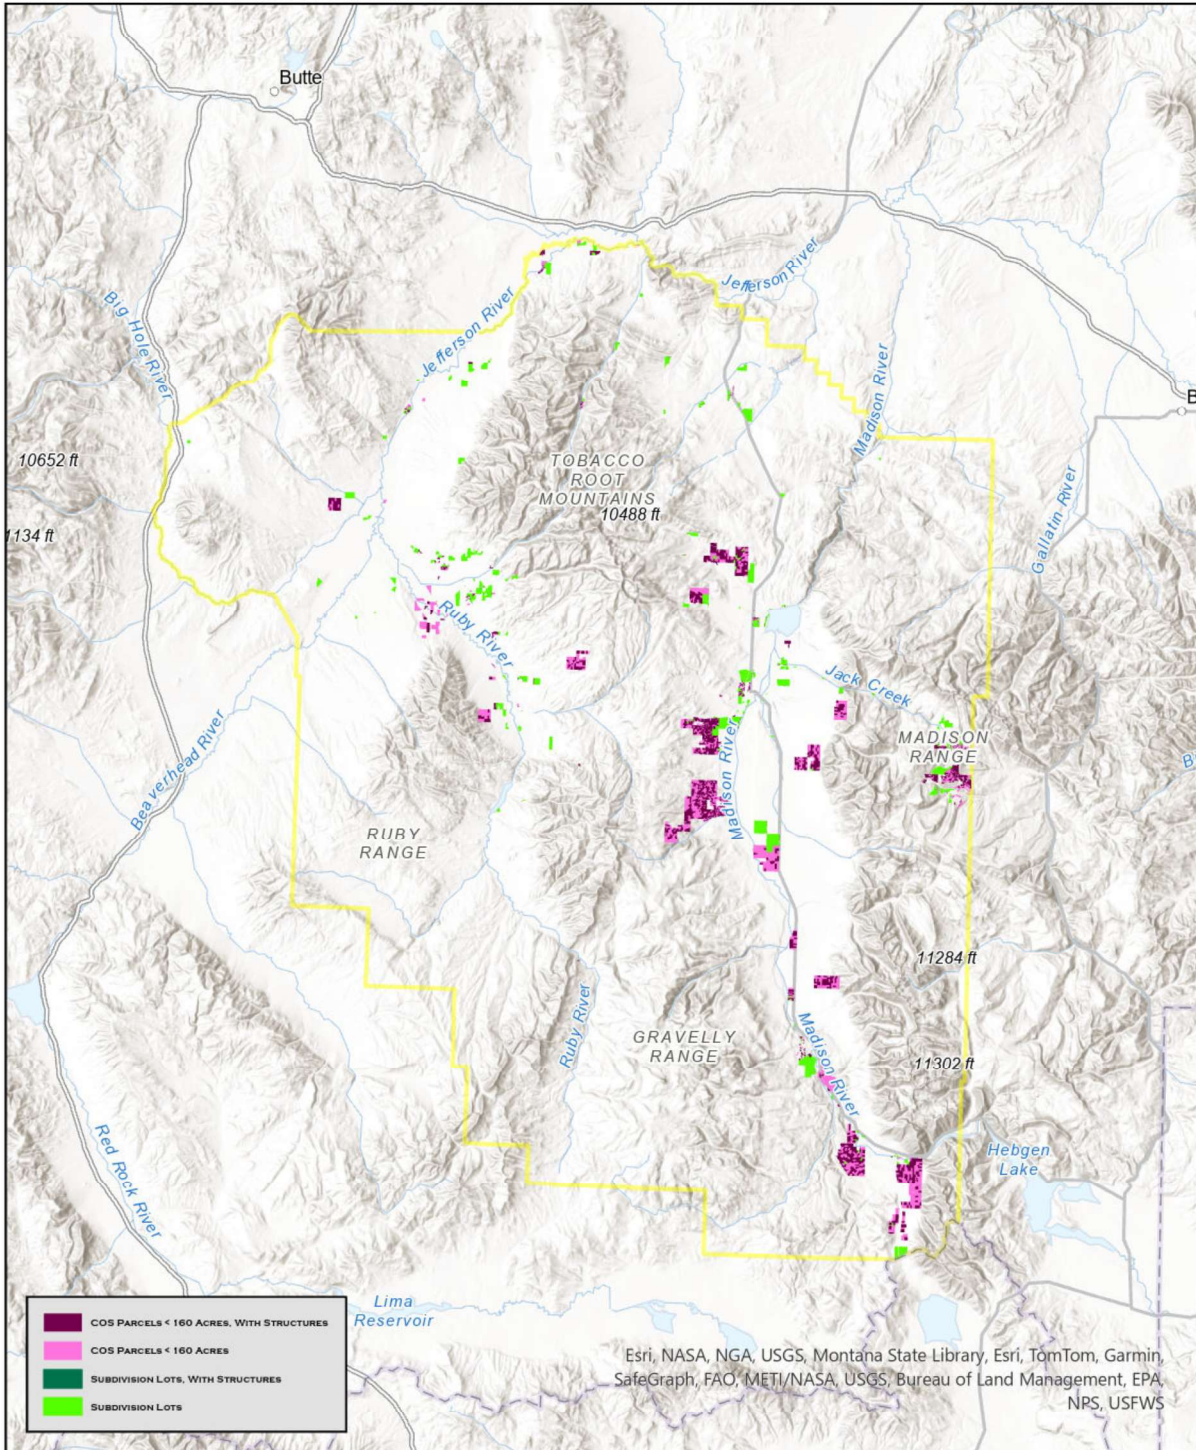 Butte
Big Hole River
Jefferson River
Jefferson River
Madison River
B
10652 ft
1134 ft
TOBACCO
ROOT
MOUNTAINS
10488 ft
Gallatin River
Ruby River
Jack Creek
MADISON
RANGE
B
Beaverhead River
Madison River
RUBY
RANGE
11284 ft
Ruby River
GRAVELLY
RANGE
Madison River
11302 ft
Red Rock River
Hebgen
Lake
Lima
Reservoir
COS PARCELS < 160 ACRES, WITH STRUCTURES
COS PARCELS < 160 ACRES
SUBDIVISION LOTS, WITH STRUCTURES
SUBDIVISION LOTS
Esri, NASA, NGA, USGS, Montana State Library, Esri, TomTom, Garmin,
SafeGraph, FAO, METI/NASA, USGS, Bureau of Land Management, EPA,
NPS, USFWS